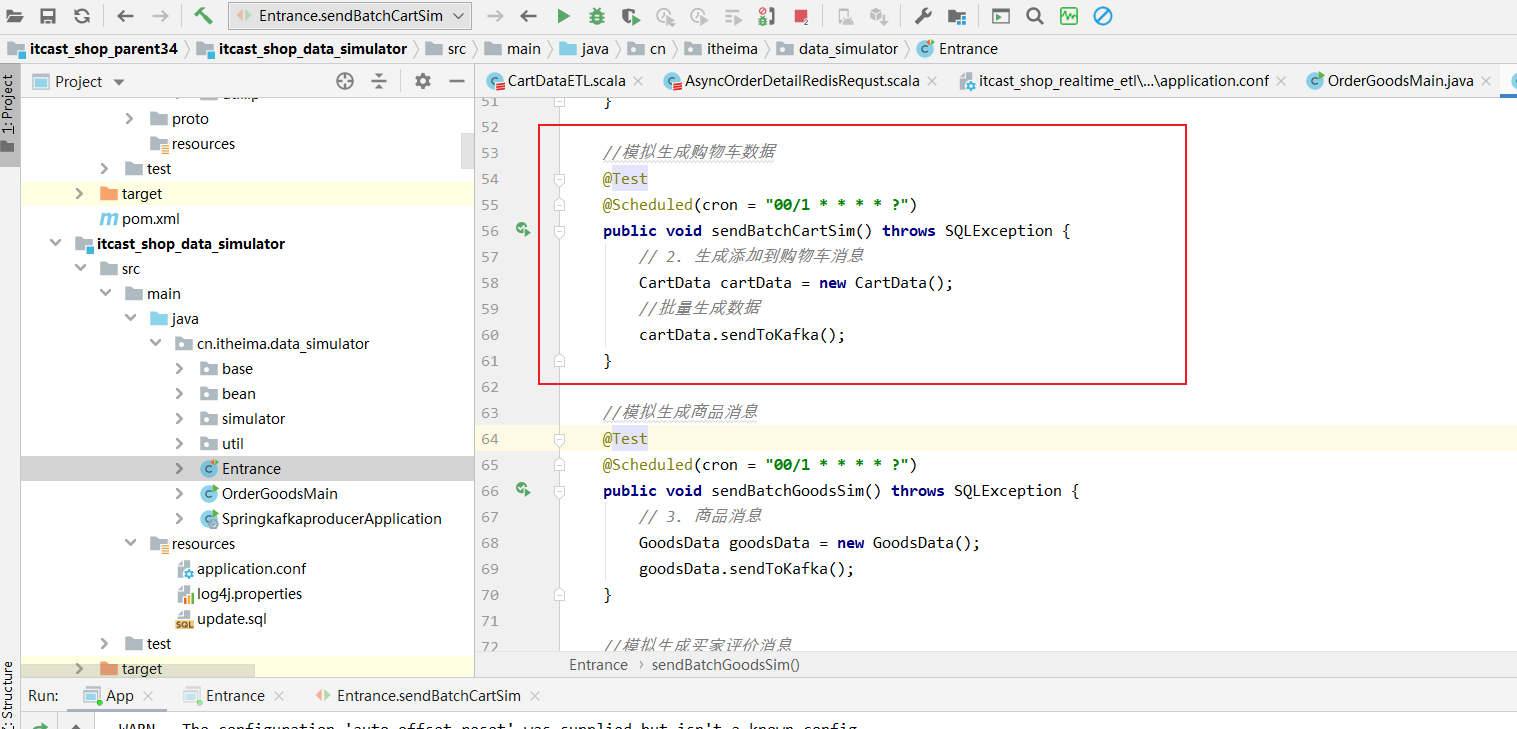 Entrance.sendBatchCartSim
itcast_shop_parent34 itcast_shop_data_simulator src main java cn itheima data_simulator Entrance
1: Project
Project
CartDataETL.scala AsyncOrderDetailRedisRequst.scala itcast_shop_realtime_etl\...\application.conf OrderGoodsMain.java
proto
resources
test
target
pom.xml
itcast_shop_data_simulator
src
main
java
cn.itheima.data_simulator
base
bean
simulator
util
Entrance
OrderGoodsMain
SpringkafkaproducerApplication
resources
application.conf
log4j.properties
update.sql
test
target
51 }
52
53 //模拟生成购物车数据
54 @Test
55 @Scheduled(cron = "00/1 * * * * ?")
56 public void sendBatchCartSim() throws SQLException {
57 // 2. 生成添加到购物车消息
58 CartData cartData = new CartData();
59 //批量生成数据
60 cartData.sendToKafka();
61 }
62
63 //模拟生成商品消息
64 @Test
65 @Scheduled(cron = "00/1 * * * * ?")
66 public void sendBatchGoodsSim() throws SQLException {
67 // 3. 商品消息
68 GoodsData goodsData = new GoodsData();
69 goodsData.sendToKafka();
70 }
71
72 //模拟生成买家评价消息
Entrance › sendBatchGoodsSim()
Structure
Run: App Entrance Entrance.sendBatchCartSim
WARN The configuration 'auto.offset.reset' was supplied but isn't a known config.